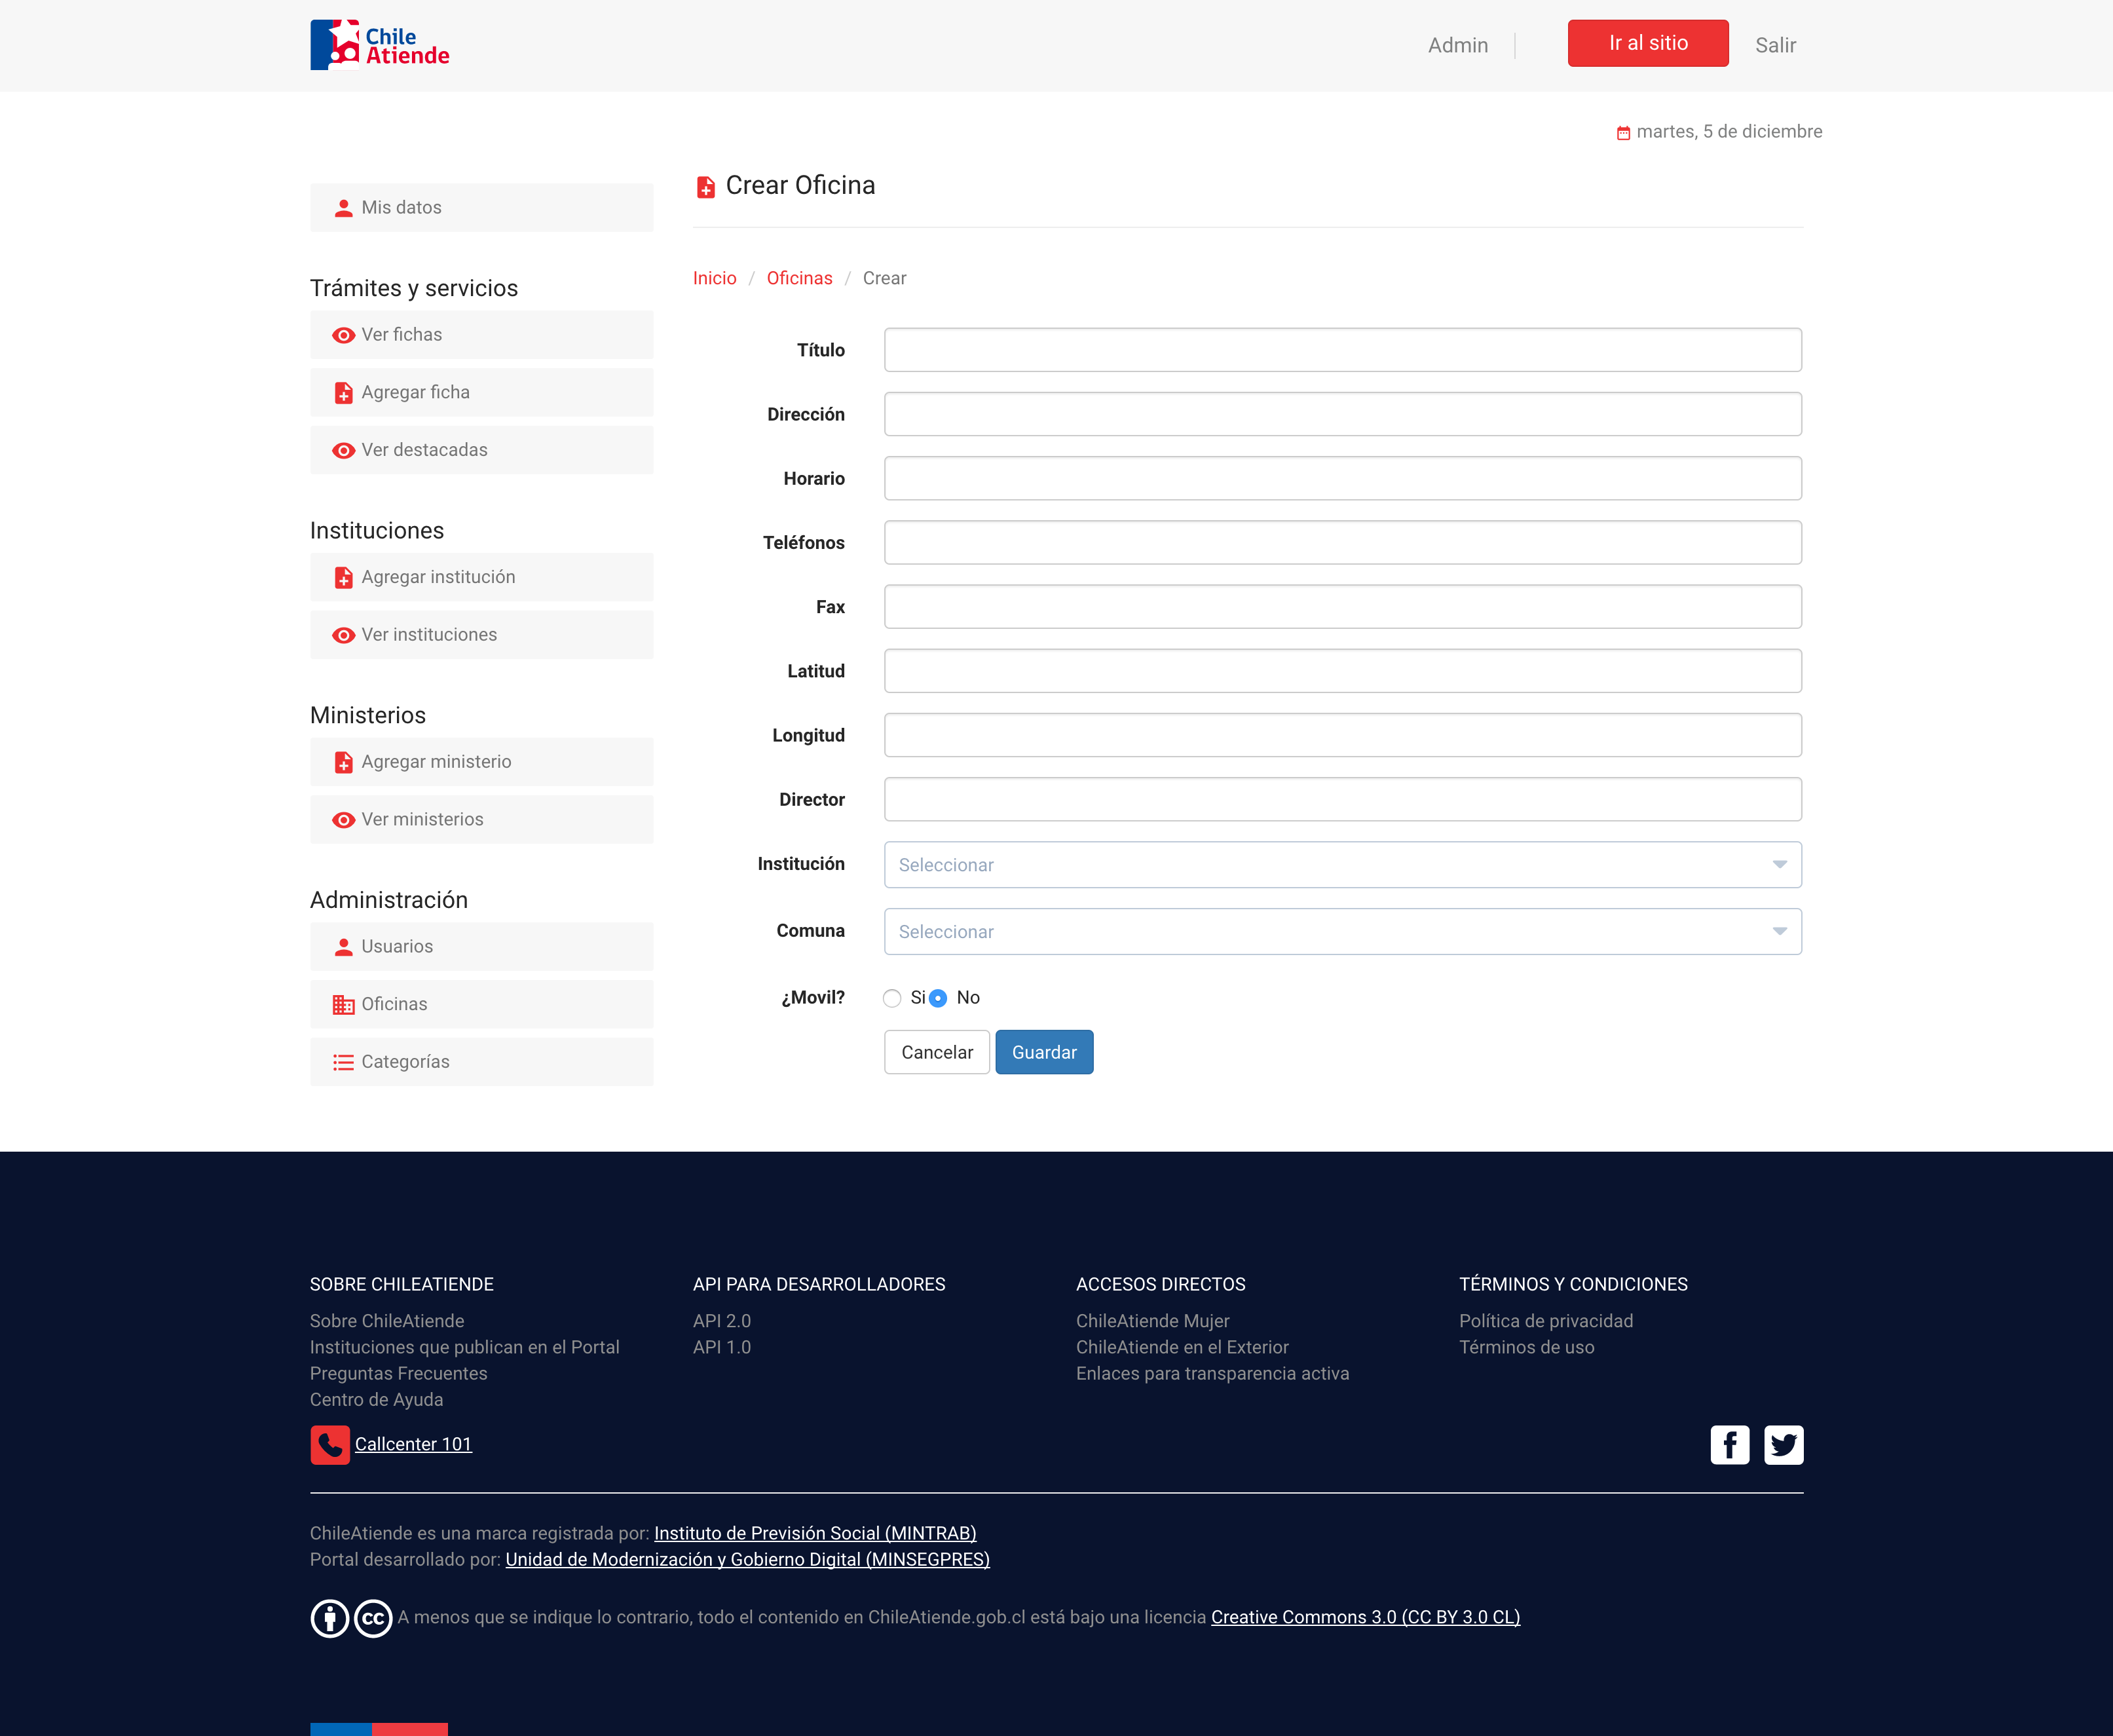 Chile
Atiende
Admin
Ir al sitio
Salir
martes, 5 de diciembre
Mis datos
Trámites y servicios
Ver fichas
Agregar ficha
Ver destacadas
Instituciones
Agregar institución
Ver instituciones
Ministerios
Agregar ministerio
Ver ministerios
Administración
Usuarios
Oficinas
Categorías
Crear Oficina
Inicio / Oficinas / Crear
Título
Dirección
Horario
Teléfonos
Fax
Latitud
Longitud
Director
Institución Seleccionar
Comuna Seleccionar
¿Movil? Si No
Cancelar Guardar
SOBRE CHILEATIENDE
Sobre ChileAtiende
Instituciones que publican en el Portal
Preguntas Frecuentes
Centro de Ayuda
Callcenter 101
API PARA DESARROLLADORES
API 2.0
API 1.0
ACCESOS DIRECTOS
ChileAtiende Mujer
ChileAtiende en el Exterior
Enlaces para transparencia activa
TÉRMINOS Y CONDICIONES
Política de privacidad
Términos de uso
ChileAtiende es una marca registrada por: Instituto de Previsión Social (MINTRAB)
Portal desarrollado por: Unidad de Modernización y Gobierno Digital (MINSEGPRES)
cc A menos que se indique lo contrario, todo el contenido en ChileAtiende.gob.cl está bajo una licencia Creative Commons 3.0 (CC BY 3.0 CL)